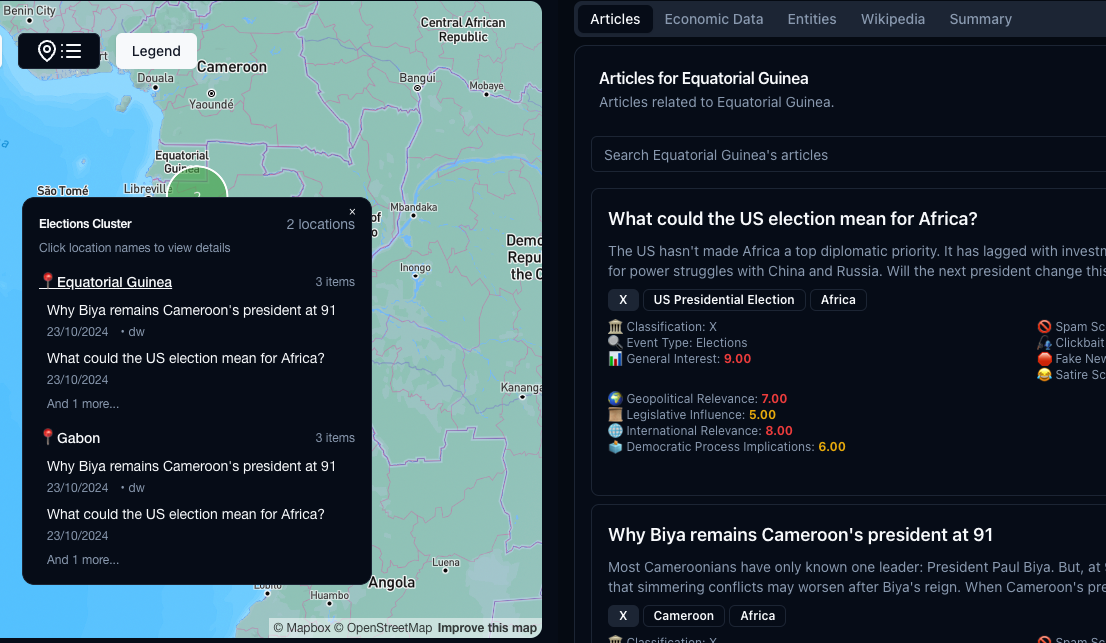 Benin City
Central African
Republic
Legend
Cameroon
Douala
Yaoundé
Bangui
Mobaye
Equatorial
Guinea
São Tomé
Libreville
Mbandaka
Inongo
Demo
Repu
the C
of
Kananga
Luena
Angola
Lobito
Huambo
© Mapbox © OpenStreetMap Improve this map
Elections Cluster
×
2 locations
Click location names to view details
Equatorial Guinea
3 items
Why Biya remains Cameroon's president at 91
23/10/2024 • dw
What could the US election mean for Africa?
23/10/2024
And 1 more...
Gabon
3 items
Why Biya remains Cameroon's president at 91
23/10/2024 • dw
What could the US election mean for Africa?
23/10/2024
And 1 more...
Articles Economic Data Entities Wikipedia Summary
Articles for Equatorial Guinea
Articles related to Equatorial Guinea.
Search Equatorial Guinea's articles
What could the US election mean for Africa?
The US hasn't made Africa a top diplomatic priority. It has lagged with investm
for power struggles with China and Russia. Will the next president change this
X US Presidential Election Africa
Classification: X
Event Type: Elections
General Interest: 9.00
Spam Sc
Clickbait
Fake New
Satire Sc
Geopolitical Relevance: 7.00
Legislative Influence: 5.00
International Relevance: 8.00
Democratic Process Implications: 6.00
Why Biya remains Cameroon's president at 91
Most Cameroonians have only known one leader: President Paul Biya. But, at
that simmering conflicts may worsen after Biya's reign. When Cameroon's pre
X Cameroon Africa
Classification: X
Spam Sc